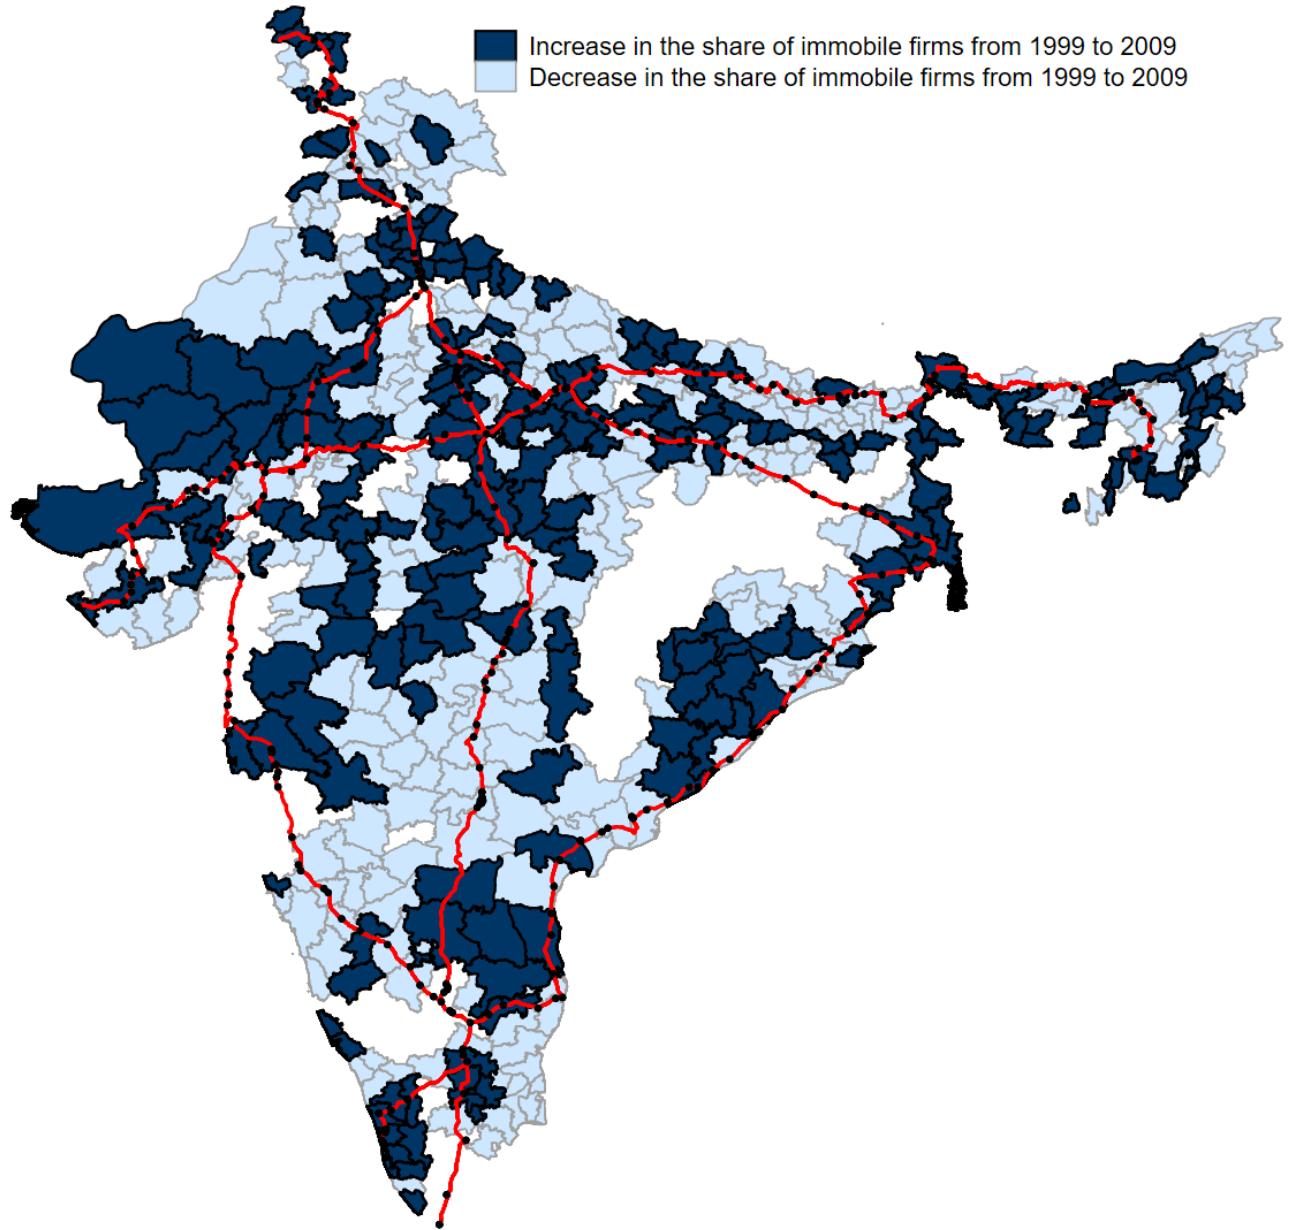 Increase in the share of immobile firms from 1999 to 2009
Decrease in the share of immobile firms from 1999 to 2009